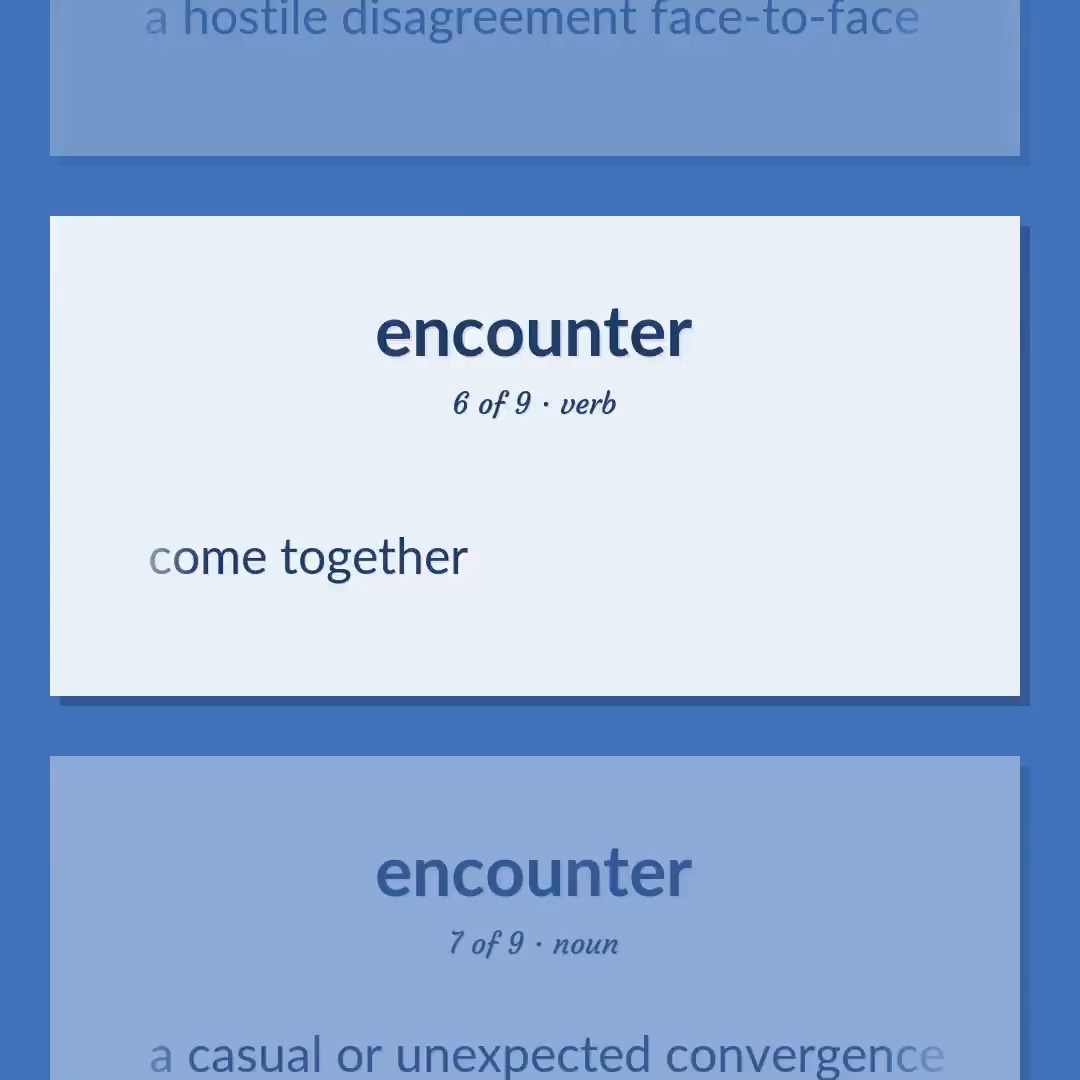 a hostile disagreement face-to-face
encounter
6 of 9 · verb
come together
encounter
7 of 9 · noun
a casual or unexpected convergence